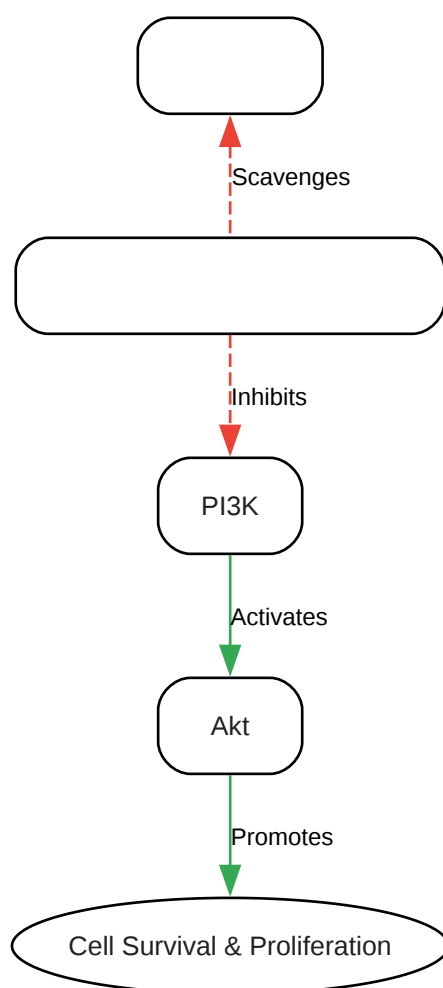 Scavenges
Inhibits
PI3K
Activates
Akt
Promotes
Cell Survival & Proliferation